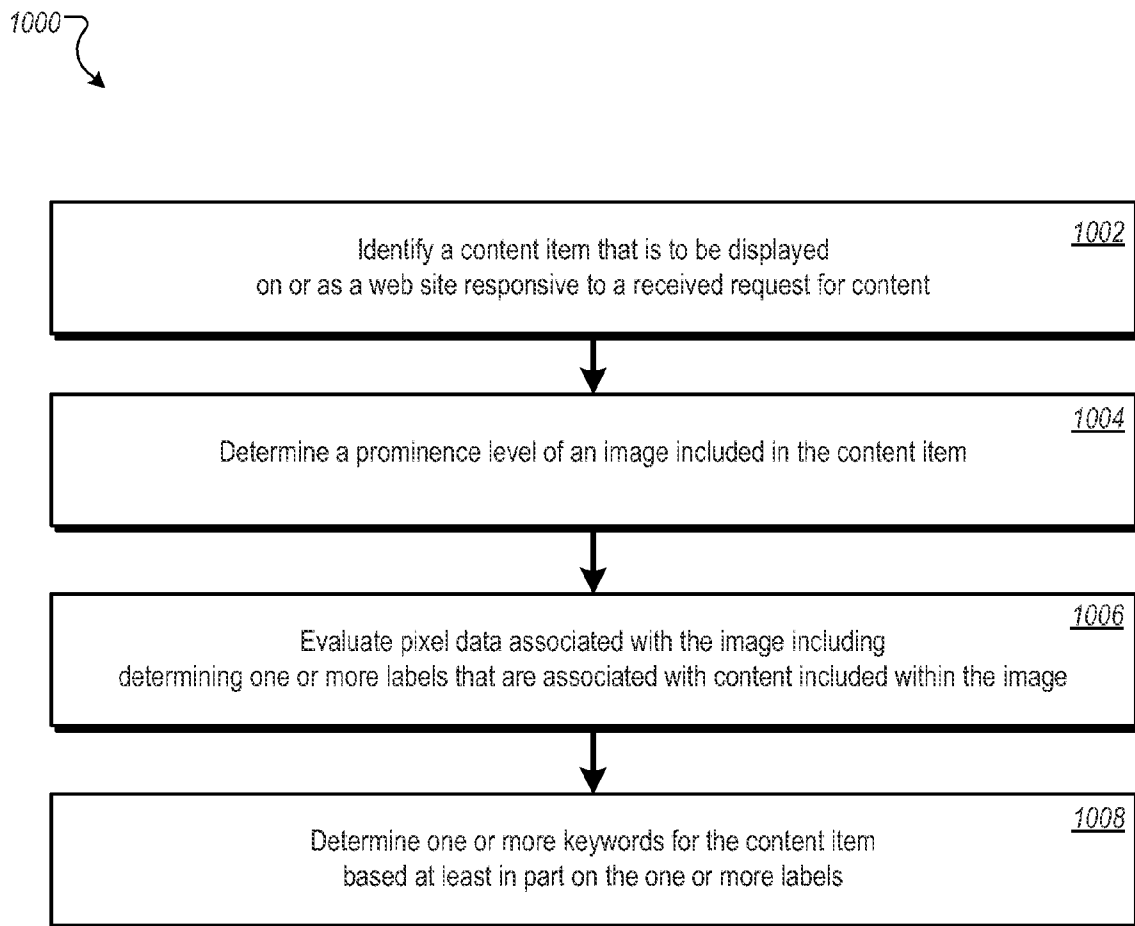 1000
1002
Identify a content item that is to be displayed
on or as a web site responsive to a received request for content
1004
Determine a prominence level of an image included in the content item
1006
Evaluate pixel data associated with the image including
determining one or more labels that are associated with content included within the image
1008
Determine one or more keywords for the content item
based at least in part on the one or more labels